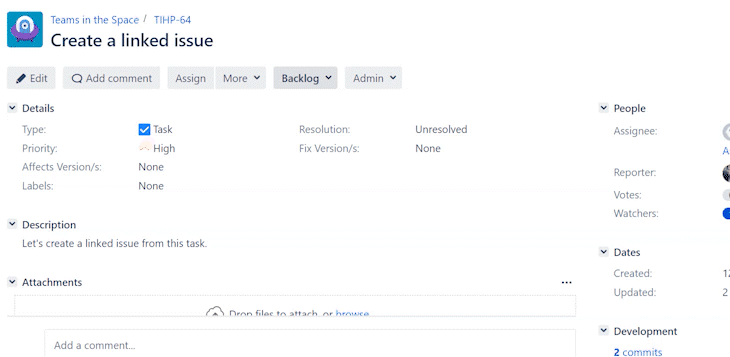 Teams in the Space / TIHP-64
Create a linked issue
Edit Add comment Assign More Backlog Admin
Details
Type: Task Resolution: Unresolved
Priority: High Fix Version/s: None
Affects Version/s: None
Labels: None
Description
Let's create a linked issue from this task.
Attachments ...
Drop files to attach, or browse
Add a comment...
People
Assignee:
A
Reporter:
Votes:
Watchers:
Dates
Created: 12
Updated: 2
Development
2 commits